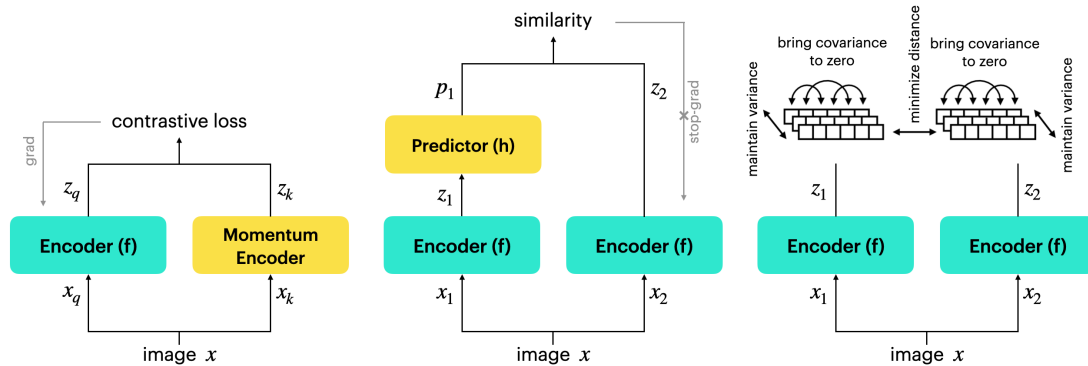 contrastive loss
grad
z_q
z_k
Encoder (f)
Momentum
Encoder
x_q
x_k
image x
similarity
p_1
z_2
stop-grad
Predictor (h)
z_1
Encoder (f)
Encoder (f)
x_1
x_2
image x
bring covariance
to zero
minimize distance
bring covariance
to zero
maintain variance
maintain variance
z_1
z_2
Encoder (f)
Encoder (f)
x_1
x_2
image x